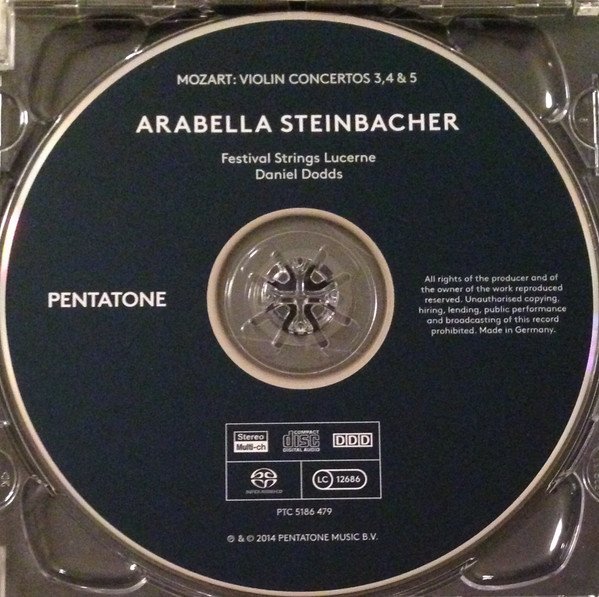 MOZART: VIOLIN CONCERTOS 3,4 & 5
ARABELLA STEINBACHER
Festival Strings Lucerne
Daniel Dodds
PENTATONE
All rights of the producer and of
the owner of the work reproduced
reserved. Unauthorised copying,
hiring, lending, public performance
and broadcasting of this record
prohibited. Made in Germany.
Stereo
Multi-ch
COMPACT
disc
DIGITAL AUDIO
DDD
SUPER AUDIO CD
LC 12686
PTC 5186 479
℗ & © 2014 PENTATONE MUSIC B.V.